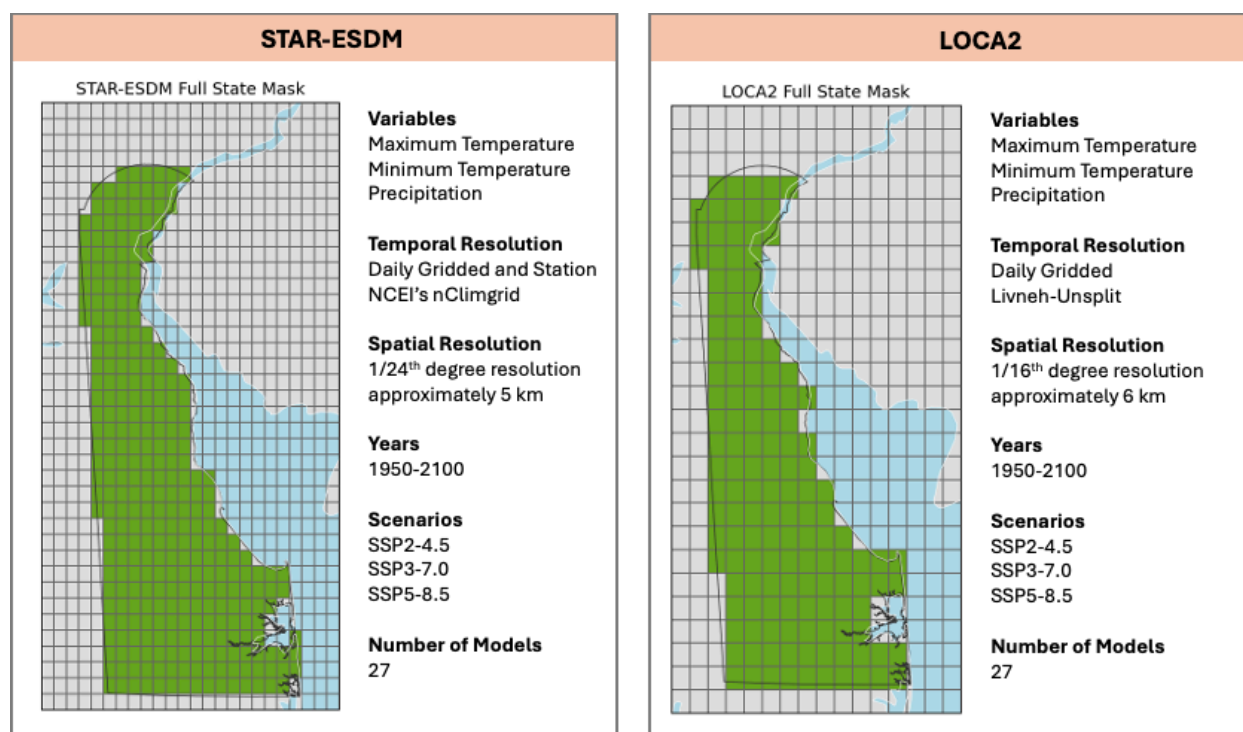 STAR-ESDM
STAR-ESDM Full State Mask
Variables
Maximum Temperature
Minimum Temperature
Precipitation
Temporal Resolution
Daily Gridded and Station
NCEI's nClimgrid
Spatial Resolution
1/24th degree resolution
approximately 5 km
Years
1950-2100
Scenarios
SSP2-4.5
SSP3-7.0
SSP5-8.5
Number of Models
27
LOCA2
LOCA2 Full State Mask
Variables
Maximum Temperature
Minimum Temperature
Precipitation
Temporal Resolution
Daily Gridded
Livneh-Unsplit
Spatial Resolution
1/16th degree resolution
approximately 6 km
Years
1950-2100
Scenarios
SSP2-4.5
SSP3-7.0
SSP5-8.5
Number of Models
27